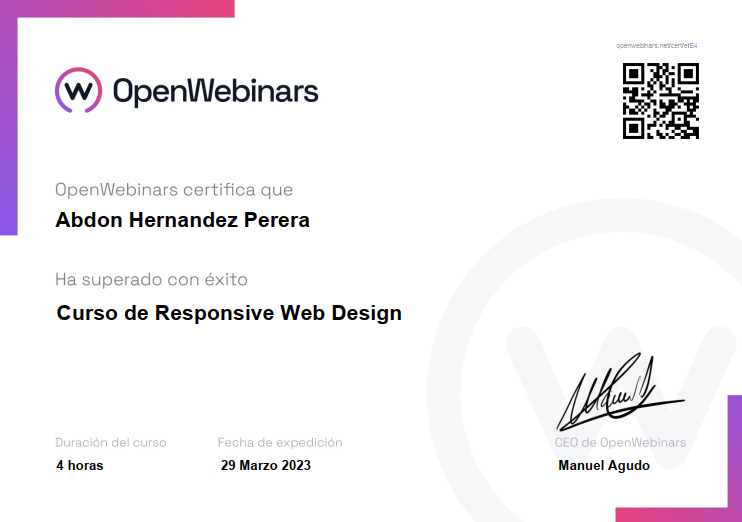 openwebinars.net/cert/elE4
OpenWebinars
OpenWebinars certifica que
Abdon Hernandez Perera
Ha superado con éxito
Curso de Responsive Web Design
Duración del curso
Fecha de expedición
CEO de OpenWebinars
4 horas
29 Marzo 2023
Manuel Agudo